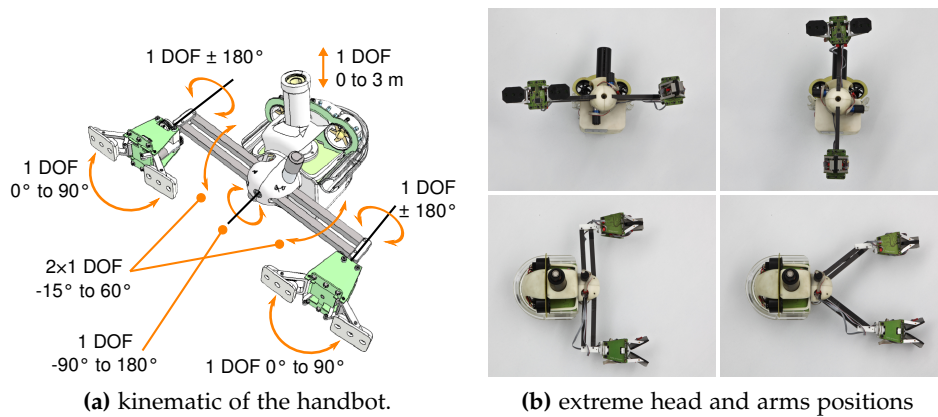 1 DOF ± 180°
1 DOF
0 to 3 m
1 DOF
0° to 90°
1 DOF
± 180°
2×1 DOF
-15° to 60°
1 DOF
-90° to 180°
1 DOF 0° to 90°
(a) kinematic of the handbot.
(b) extreme head and arms positions